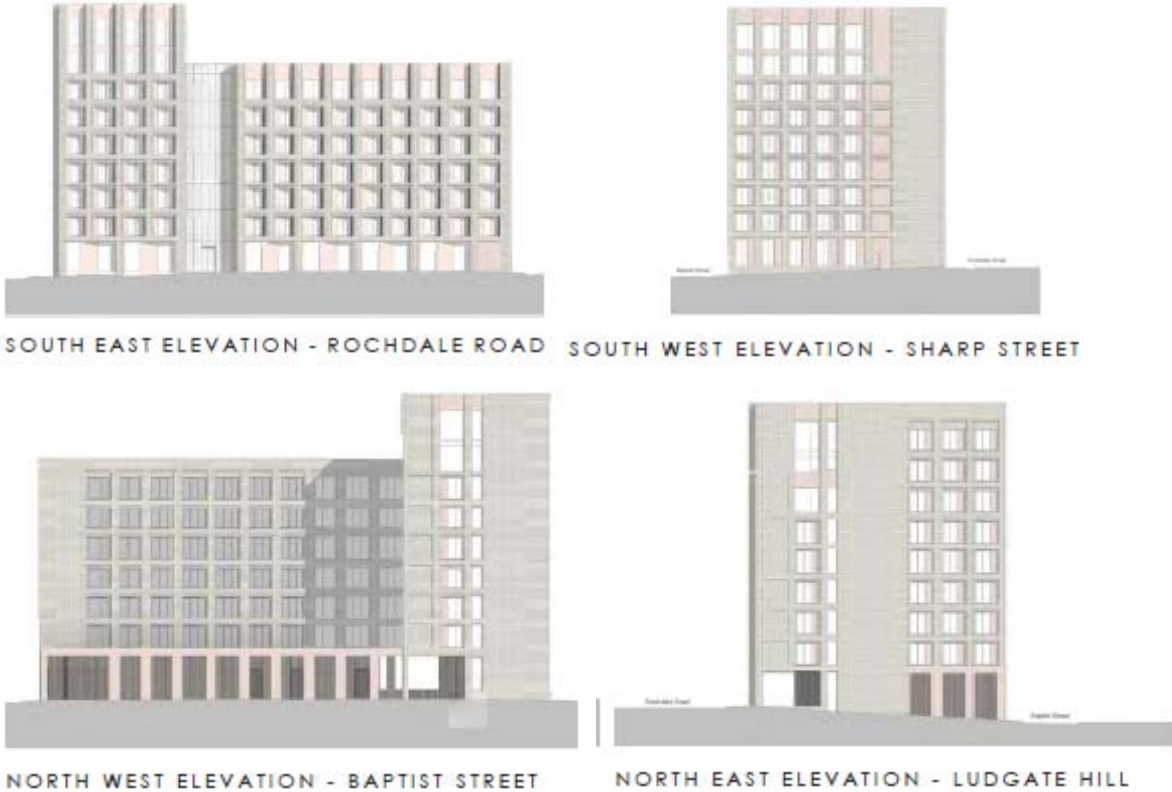 SOUTH EAST ELEVATION - ROCHDALE ROAD
SOUTH WEST ELEVATION - SHARP STREET
NORTH WEST ELEVATION - BAPTIST STREET
NORTH EAST ELEVATION - LUDGATE HILL